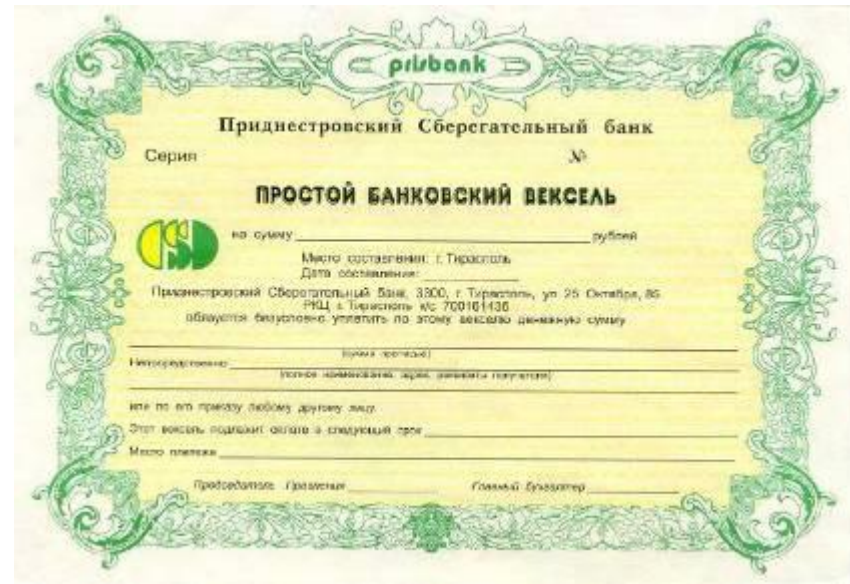 prisbank
Приднестровский Сберегательный банк
Серия №
ПРОСТОЙ БАНКОВСКИЙ ВЕКСЕЛЬ
на сумму рублей
Место составления: г. Тирасполь
Дата составления:
Приднестровский Сберегательный Банк, 3300, г. Тирасполь, ул. 25 Октября, 85
РКЦ г. Тирасполь к/с 700161436
обязуется безусловно уплатить по этому векселю денежную сумму
(сумма прописью)
Непосредственно
(полное наименование, адрес, реквизиты получателя)
или по его приказу любому другому лицу.
Этот вексель подлежит оплате в следующий срок
Место платежа
Председатель Правления Главный бухгалтер